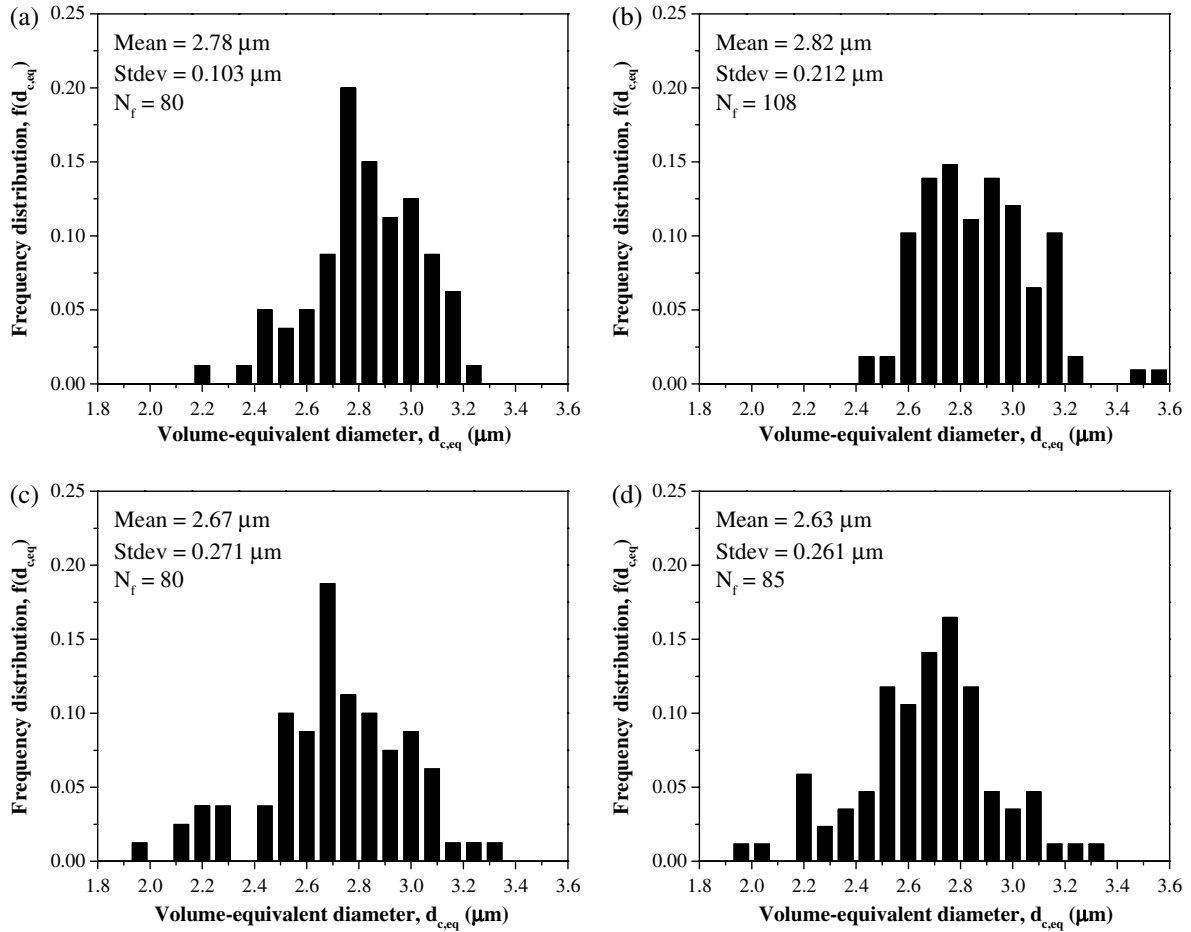 (a)
Mean = 2.78 μm
Stdev = 0.103 μm
N_f = 80
Frequency distribution, f(d_c,eq)
0.25
0.20
0.15
0.10
0.05
0.00
1.8 2.0 2.2 2.4 2.6 2.8 3.0 3.2 3.4 3.6
Volume-equivalent diameter, d_c,eq (μm)
(b)
Mean = 2.82 μm
Stdev = 0.212 μm
N_f = 108
Frequency distribution, f(d_c,eq)
0.25
0.20
0.15
0.10
0.05
0.00
1.8 2.0 2.2 2.4 2.6 2.8 3.0 3.2 3.4 3.6
Volume-equivalent diameter, d_c,eq (μm)
(c)
Mean = 2.67 μm
Stdev = 0.271 μm
N_f = 80
Frequency distribution, f(d_c,eq)
0.25
0.20
0.15
0.10
0.05
0.00
1.8 2.0 2.2 2.4 2.6 2.8 3.0 3.2 3.4 3.6
Volume-equivalent diameter, d_c,eq (μm)
(d)
Mean = 2.63 μm
Stdev = 0.261 μm
N_f = 85
Frequency distribution, f(d_c,eq)
0.25
0.20
0.15
0.10
0.05
0.00
1.8 2.0 2.2 2.4 2.6 2.8 3.0 3.2 3.4 3.6
Volume-equivalent diameter, d_c,eq (μm)